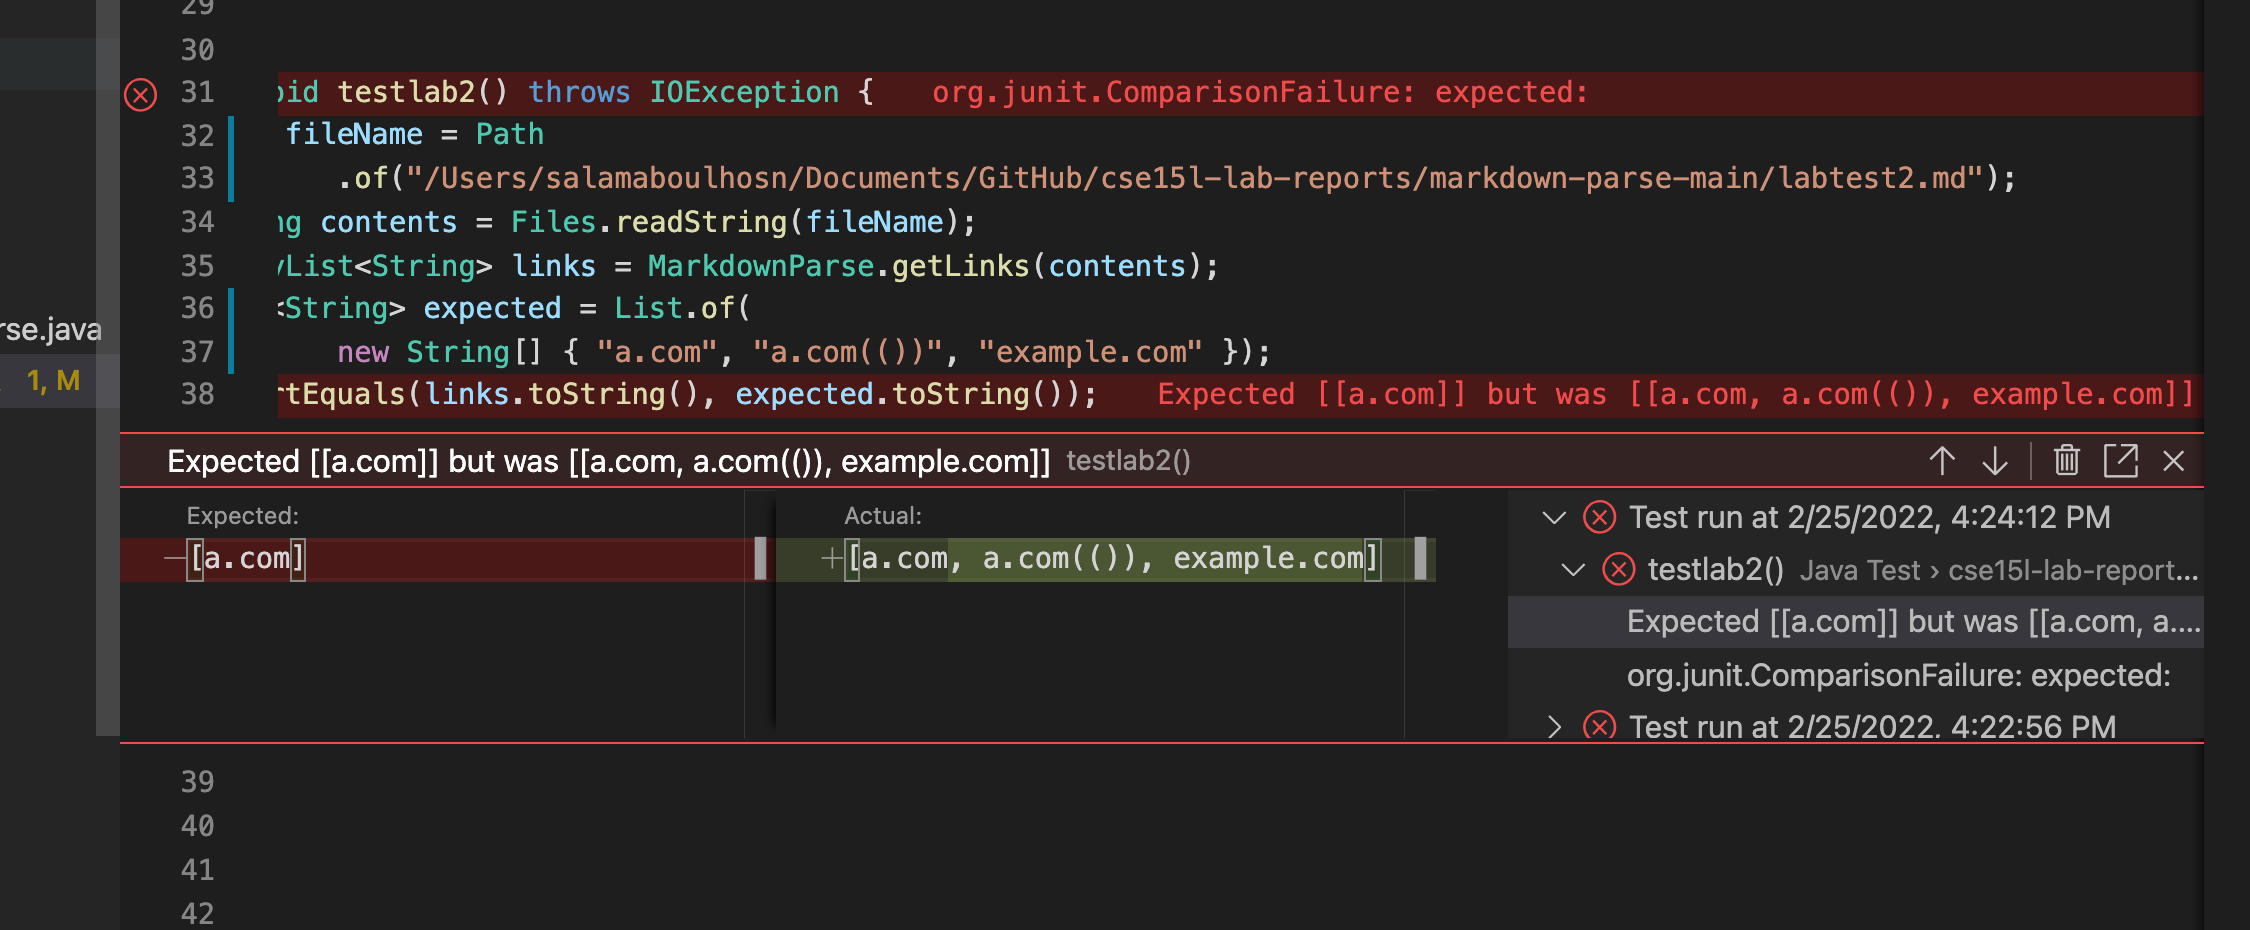 29
30
31 oid testlab2() throws IOException { org.junit.ComparisonFailure: expected:
32 fileName = Path
33 .of("/Users/salamaboulhosn/Documents/GitHub/cse15l-lab-reports/markdown-parse-main/labtest2.md");
34 ng contents = Files.readString(fileName);
35 yList<String> links = MarkdownParse.getLinks(contents);
rse.java
36 <String> expected = List.of(
37 new String[] { "a.com", "a.com(())", "example.com" });
1, M
38 rtEquals(links.toString(), expected.toString()); Expected [[a.com]] but was [[a.com, a.com(()), example.com]]
Expected [[a.com]] but was [[a.com, a.com(()), example.com]] testlab2()
Expected:
—[a.com]
Actual:
+[a.com, a.com(()), example.com]
Test run at 2/25/2022, 4:24:12 PM
testlab2() Java Test › cse15l-lab-report...
Expected [[a.com]] but was [[a.com, a....
org.junit.ComparisonFailure: expected:
Test run at 2/25/2022, 4:22:56 PM
39
40
41
42